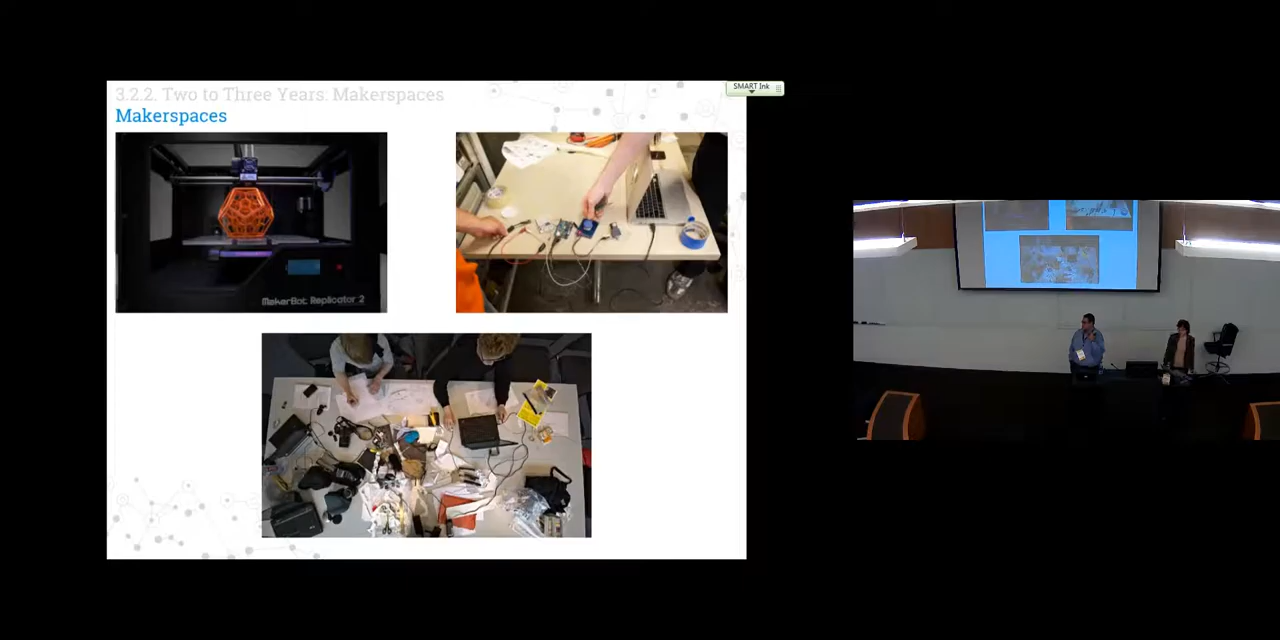 3.2.2. Two to Three Years. Makerspaces
Makerspaces
SMART Ink
MakerBot Replicator 2